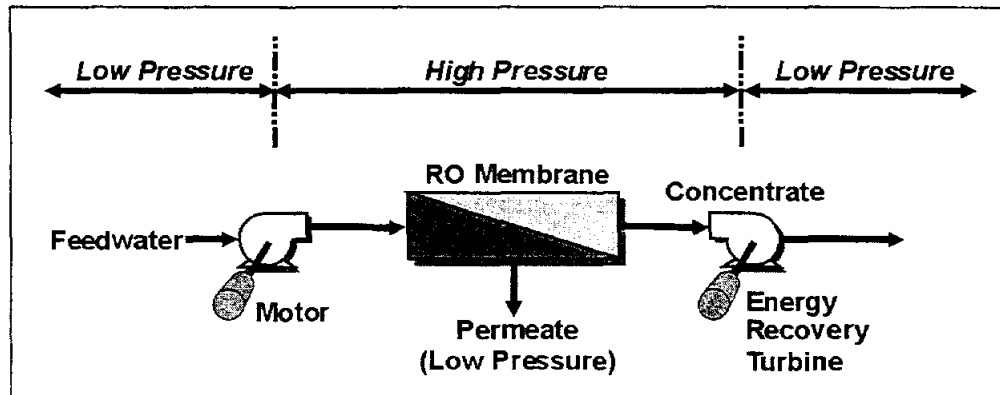 Low Pressure
High Pressure
Low Pressure
RO Membrane
Concentrate
Feedwater
Motor
Permeate
(Low Pressure)
Energy
Recovery
Turbine